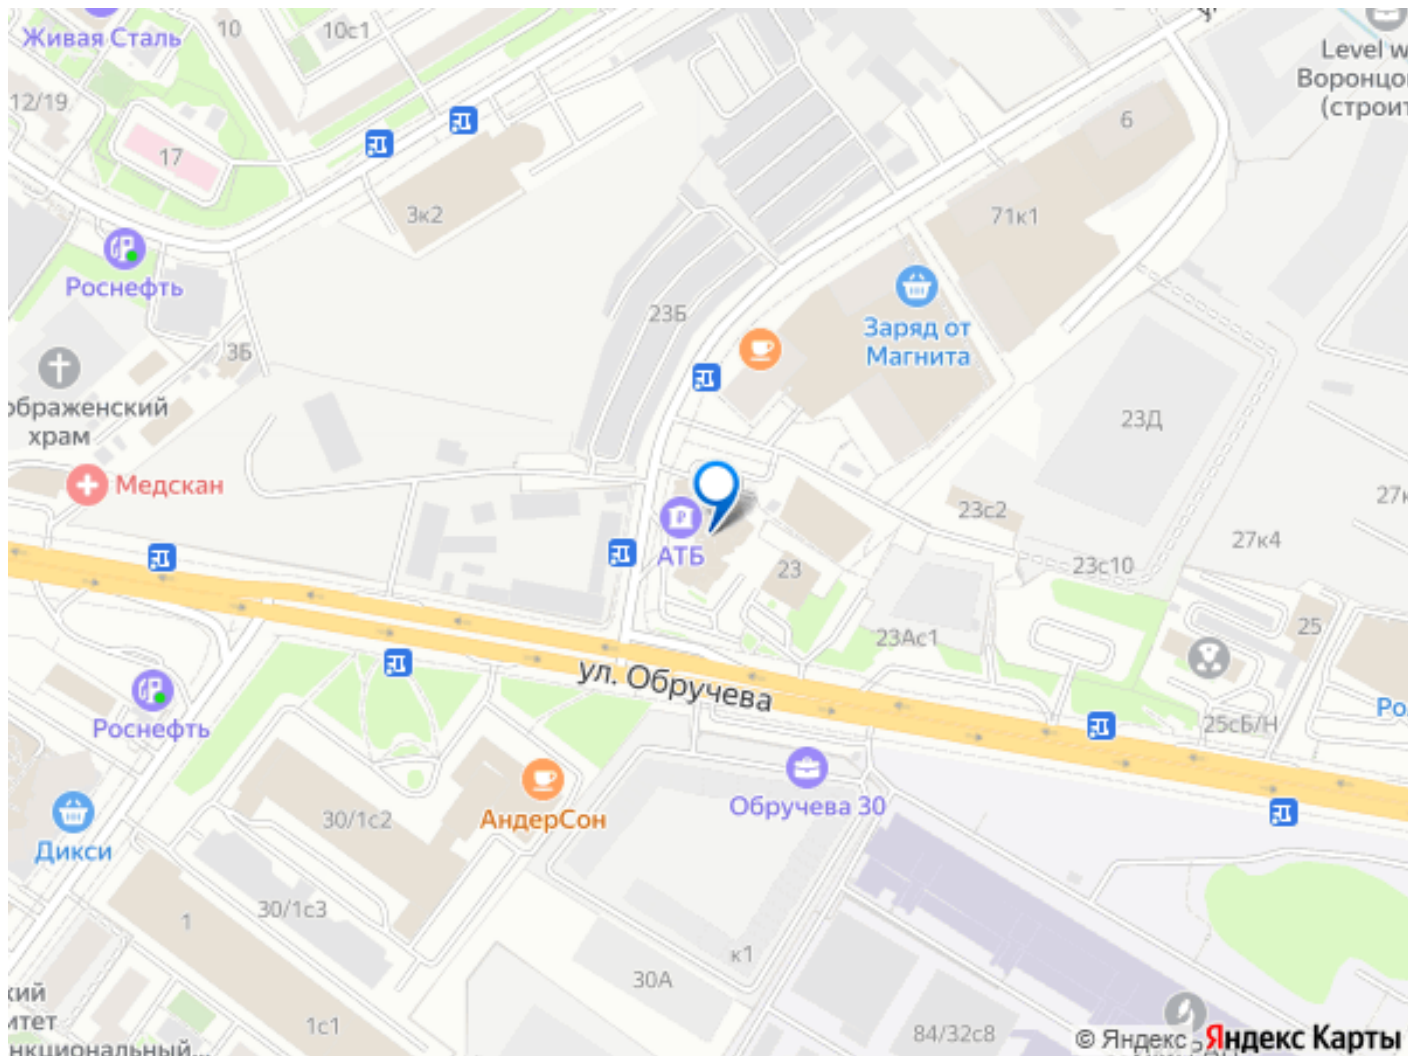 Живая Сталь
10
10с1
Level w
Воронцо
(строит
12/19
17
6
3к2
71к1
Роснефть
23Б
Заряд от
Магнита
3Б
ображенский
храм
23Д
Медскан
27к
23с2
27к4
АТБ
23
23с10
23Ас1
25
ул. Обручева
Роснефть
Ро
25сБ/Н
Обручева 30
30/1с2
АндерСон
Дикси
30/1с3
1
к1
30А
кий
итет
нкциональный...
1с1
84/32с8
© Яндекс
Яндекс Карты